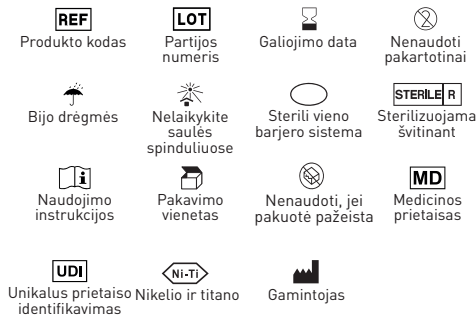 REF
Produkto kodas
LOT
Partijos
numeris
Galiojimo data
2
Nenaudoti
pakartotinai
Bijo drėgmės
Nelaikykite
saulės
spinduliuose
Sterili vieno
barjero sistema
STERILE R
Sterilizuojama
švitinant
i
Naudojimo
instrukcijos
Pakavimo
vienetas
Nenaudoti, jei
pakuotė pažeista
MD
Medicinos
prietaisas
UDI
Unikalus prietaiso
identifikavimas
Ni-Ti
Nikelio ir titano
Gamintojas